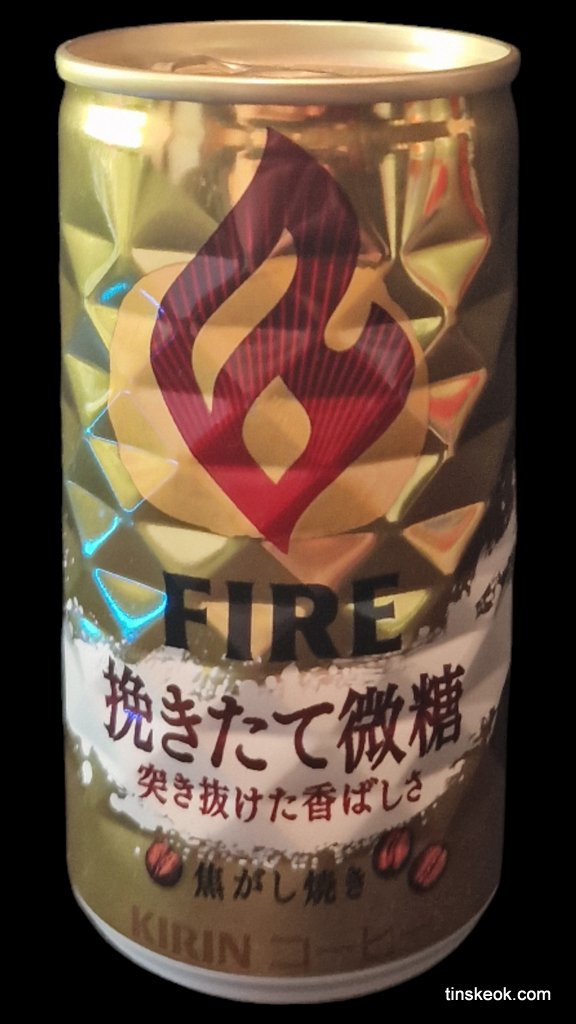 FIRE
挽きたて微糖
突き抜けた香ばしさ
焦がし焼き
KIRIN コーヒー
tinskeok.com